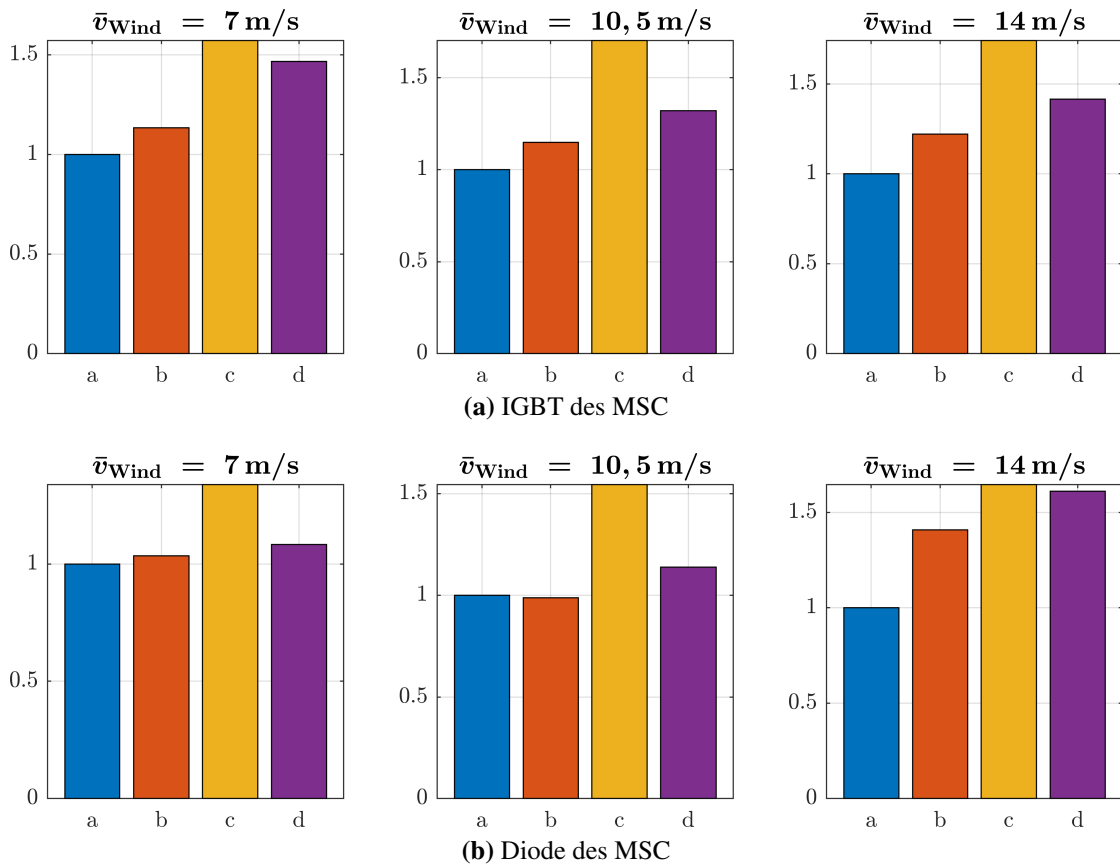 v̄Wind = 7 m/s
v̄Wind = 10, 5 m/s
v̄Wind = 14 m/s
1.5
1
0.5
0
a b c d
1.5
1
0.5
0
a b c d
1.5
1
0.5
0
a b c d
(a) IGBT des MSC
v̄Wind = 7 m/s
v̄Wind = 10, 5 m/s
v̄Wind = 14 m/s
1
0.5
0
a b c d
1.5
1
0.5
0
a b c d
1.5
1
0.5
0
a b c d
(b) Diode des MSC